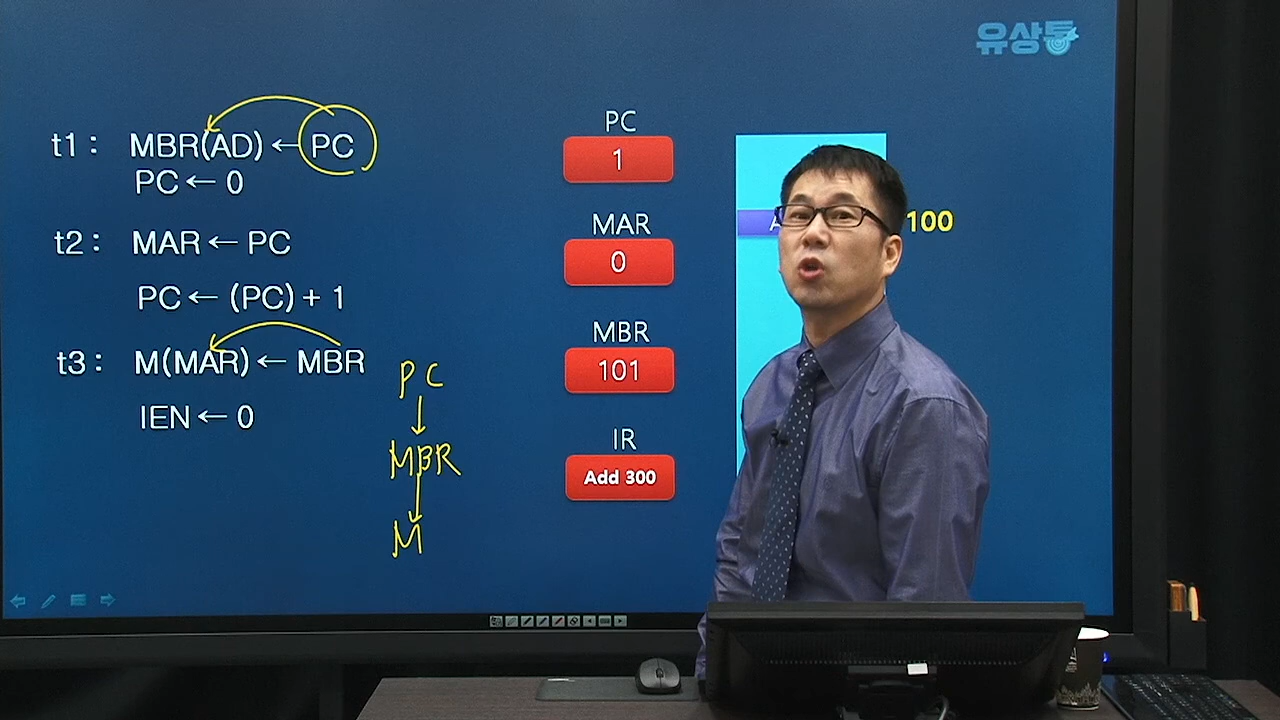 유상통
t1 : MBR(AD) ← PC
PC ← 0
t2 : MAR ← PC
PC ← (PC) + 1
t3 : M(MAR) ← MBR
IEN ← 0
PC
↓
MBR
↓
M
PC
1
MAR
0
MBR
101
IR
Add 300
100